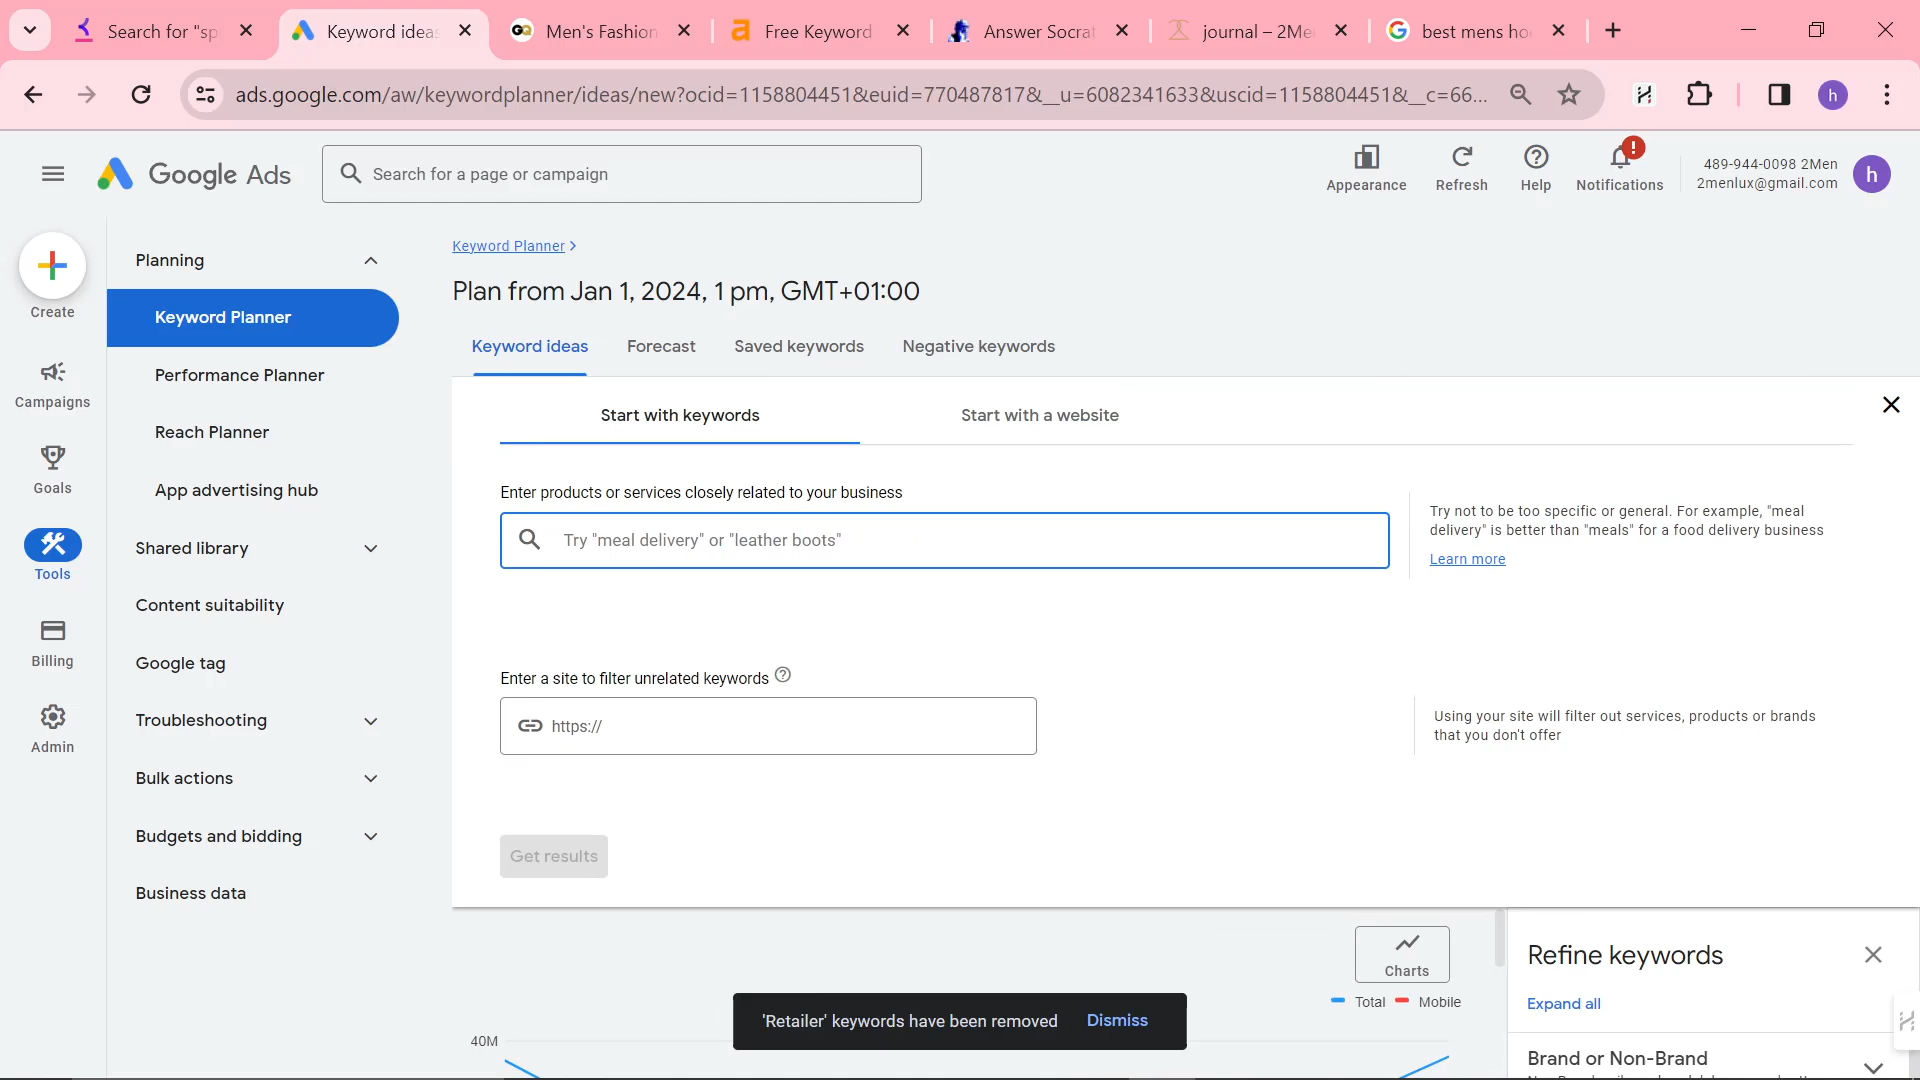 Search for "sp
Keyword ideas
Men's Fashion
Free Keyword
Answer Socrat
journal – 2Me
best mens ho
ads.google.com/aw/keywordplanner/ideas/new?ocid=1158804451&euid=770487817&__u=6082341633&uscid=1158804451&__c=66...
h
Google Ads
Search for a page or campaign
Appearance
Refresh
Help
Notifications
489-944-0098 2Men
2menlux@gmail.com
h
Create
Campaigns
Goals
Tools
Billing
Admin
Planning
Keyword Planner
Performance Planner
Reach Planner
App advertising hub
Shared library
Content suitability
Google tag
Troubleshooting
Bulk actions
Budgets and bidding
Business data
Keyword Planner
Plan from Jan 1, 2024, 1 pm, GMT+01:00
Keyword ideas
Forecast
Saved keywords
Negative keywords
Start with keywords
Start with a website
Enter products or services closely related to your business
Try "meal delivery" or "leather boots"
Try not to be too specific or general. For example, "meal
delivery" is better than "meals" for a food delivery business
Learn more
Enter a site to filter unrelated keywords
https://
Using your site will filter out services, products or brands
that you don't offer
Get results
Charts
Total
Mobile
40M
'Retailer' keywords have been removed
Dismiss
Refine keywords
Expand all
Brand or Non-Brand